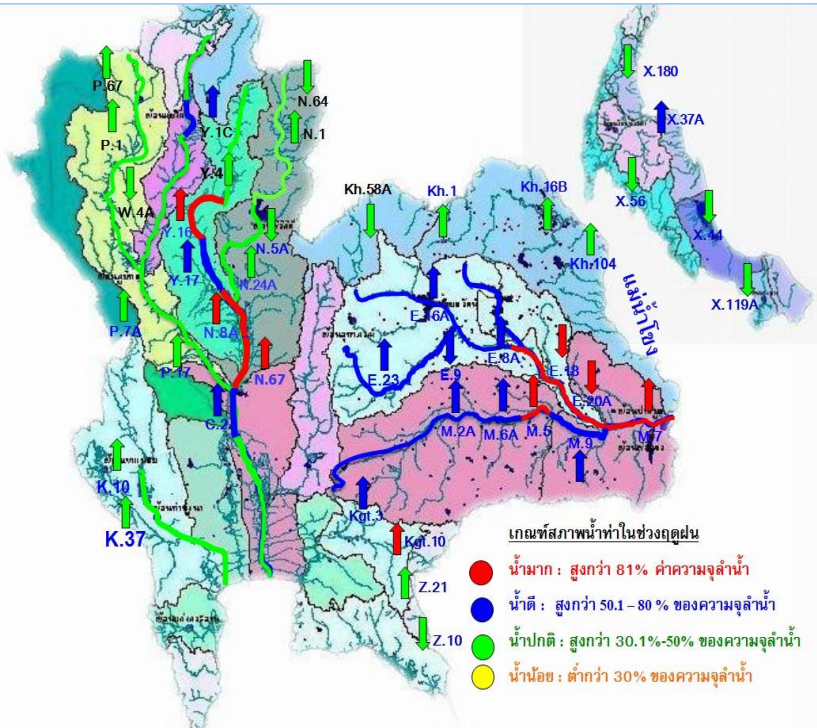 P.67
N.64
X.180
Y.1C
N.1
X.37A
P.1
Y.4
W.4A
Kh.58A
Kh.1
Kh.16B
X.56
Y.16
N.5A
X.44
Kh.104
Y.17
N.24A
X.119A
แม่น้ำโขง
P.7A
N.8A
E.16A
E.8A
E.18
P.17
N.67
E.23
E.9
E.20A
C.2
M.2A
M.6A
M.5
M.9
M.7
K.10
Kgt.3
K.37
Kgt.10
Z.21
Z.10
เกณฑ์สภาพน้ำท่าในช่วงฤดูฝน
น้ำมาก : สูงกว่า 81% ค่าความจุลำน้ำ
น้ำดี : สูงกว่า 50.1 – 80 % ของความจุลำน้ำ
น้ำปกติ : สูงกว่า 30.1%-50% ของความจุลำน้ำ
น้ำน้อย : ต่ำกว่า 30% ของความจุลำน้ำ